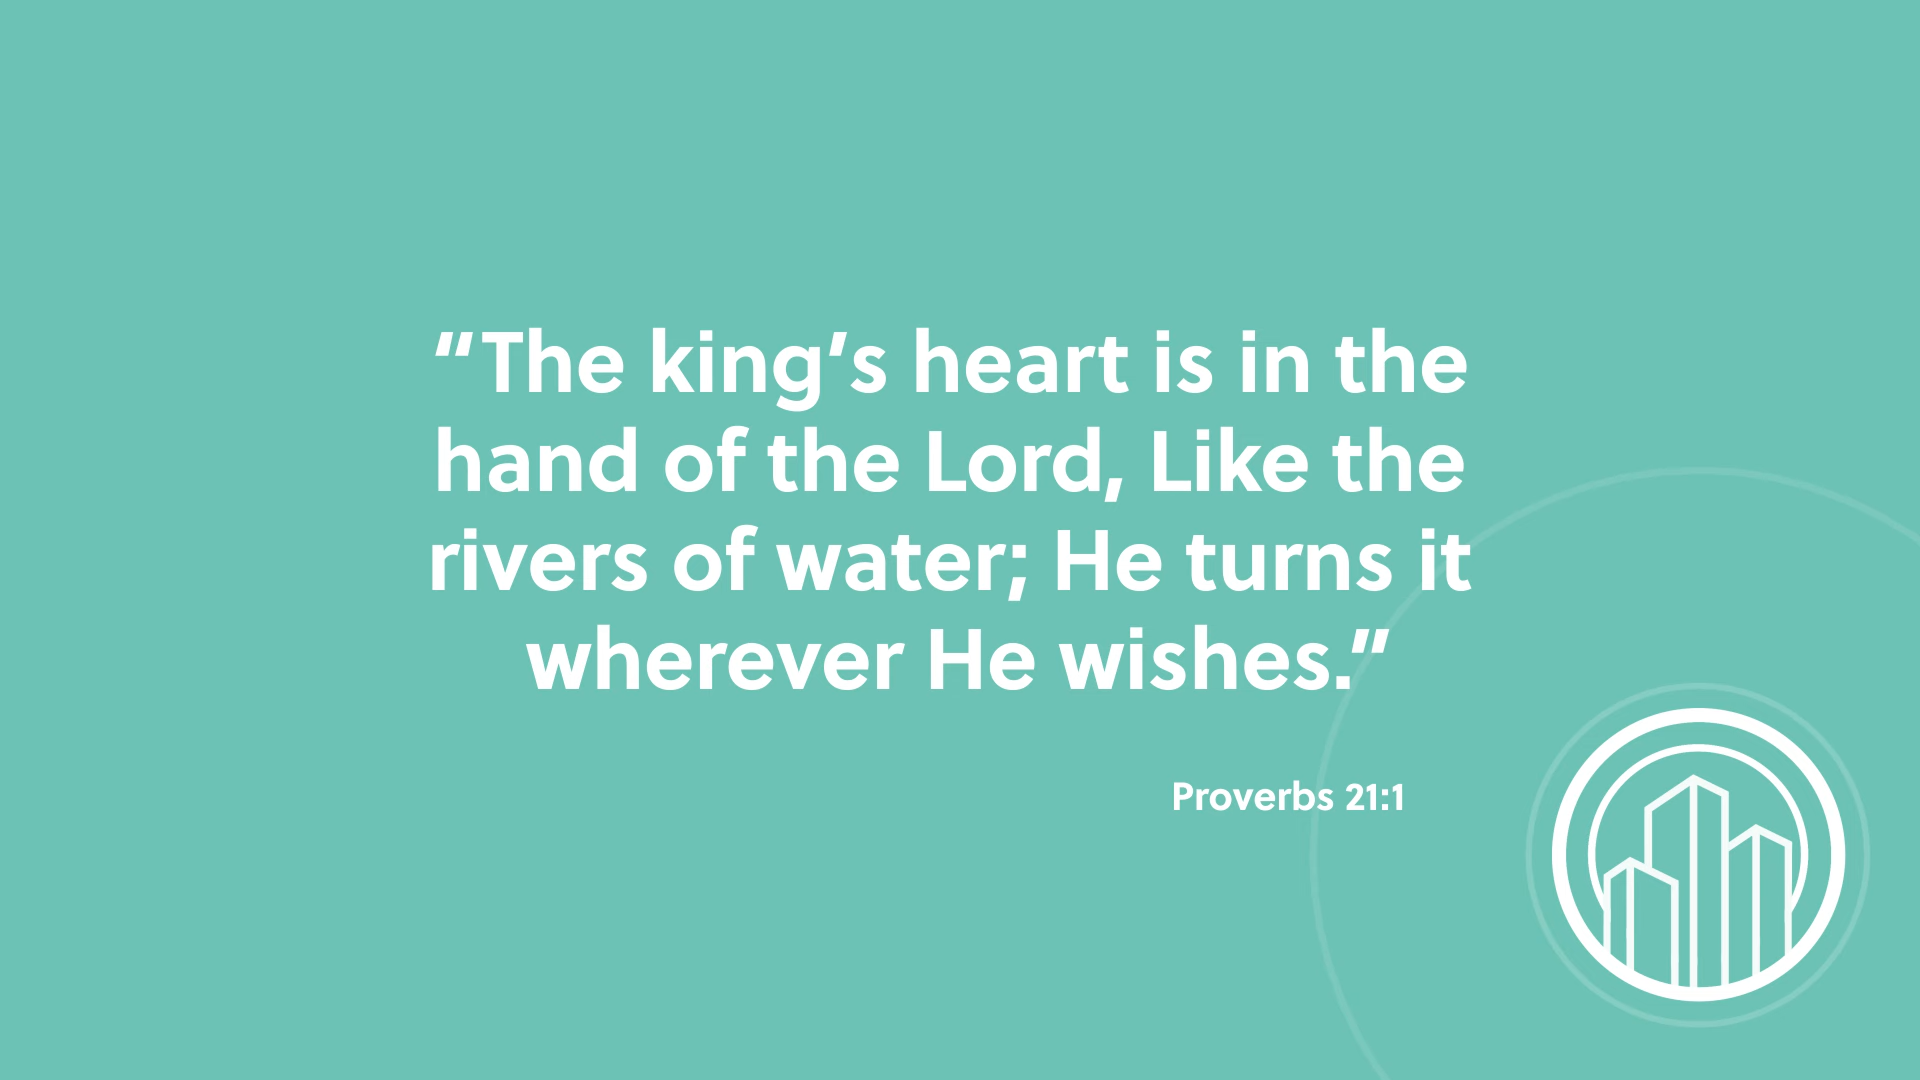 “The king’s heart is in the
hand of the Lord, Like the
rivers of water; He turns it
wherever He wishes.”
Proverbs 21:1